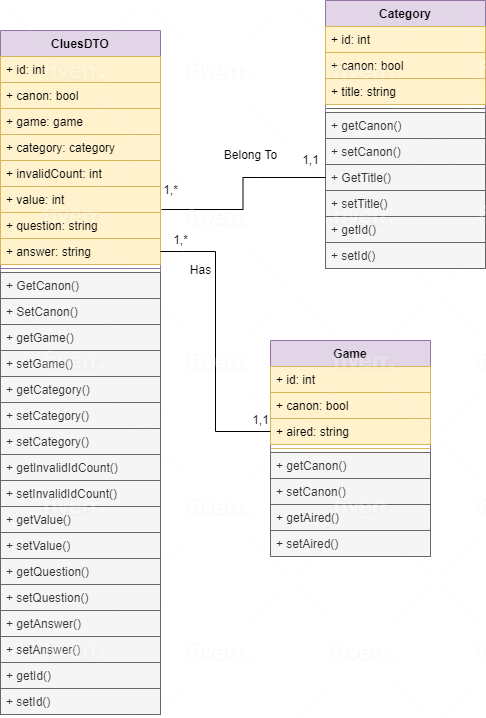 CluesDTO
+ id: int
+ canon: bool
+ game: game
+ category: category
+ invalidCount: int
+ value: int
+ question: string
+ answer: string
+ GetCanon()
+ SetCanon()
+ getGame()
+ setGame()
+ getCategory()
+ setCategory()
+ setCategory()
+ getInvalidIdCount()
+ setInvalidIdCount()
+ getValue()
+ setValue()
+ getQuestion()
+ setQuestion()
+ getAnswer()
+ setAnswer()
+ getId()
+ setId()
Belong To
1,1
1,*
1,*
Has
1,1
Category
+ id: int
+ canon: bool
+ title: string
+ getCanon()
+ setCanon()
+ GetTitle()
+ setTitle()
+ getId()
+ setId()
Game
+ id: int
+ canon: bool
+ aired: string
+ getCanon()
+ setCanon()
+ getAired()
+ setAired()